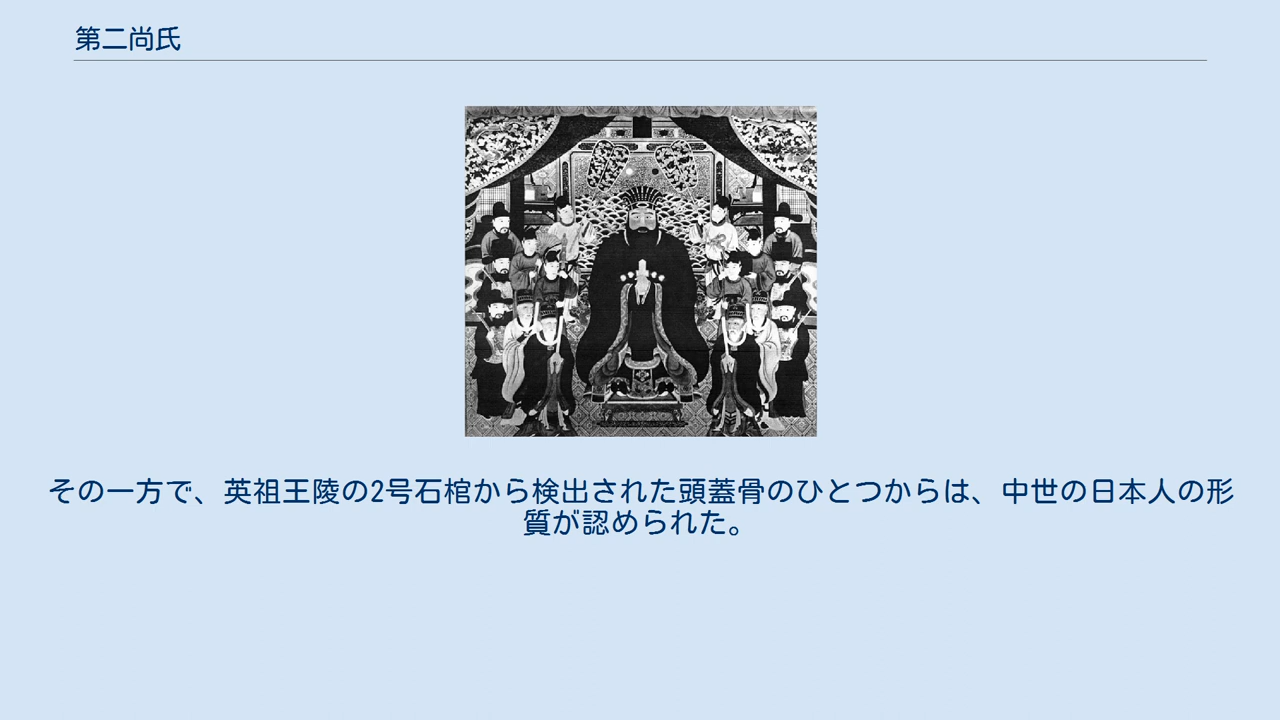 第二尚氏
その一方で、英祖王陵の2号石棺から検出された頭蓋骨のひとつからは、中世の日本人の形
質が認められた。